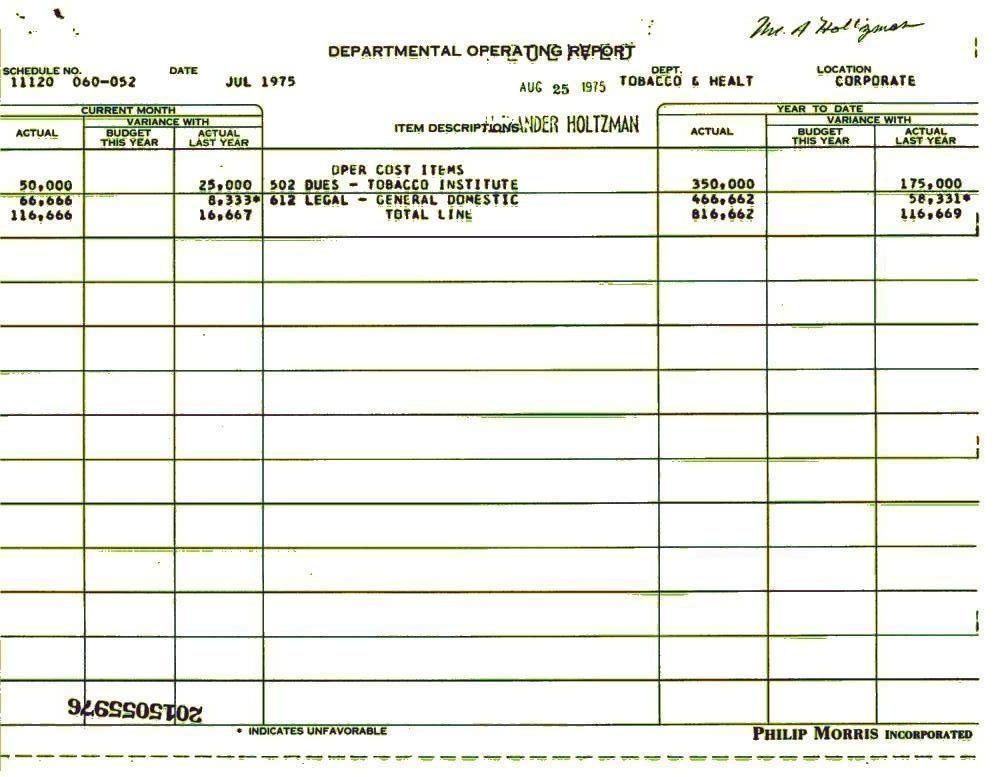 Mr. A Holtzman
DEPARTMENTAL OPERATING REPORT
SCHEDULE NO. DATE DEPT. LOCATION
11120 060-052 JUL 1975 AUG 25 1975 TOBACCO & HEALT CORPORATE
CURRENT MONTH YEAR TO DATE
VARIANCE WITH VARIANCE WITH
ACTUAL BUDGET THIS YEAR ACTUAL LAST YEAR ITEM DESCRIPTIONS HOLTZMAN ACTUAL BUDGET THIS YEAR ACTUAL LAST YEAR
OPER COST ITEMS
50,000 25,000 502 DUES - TOBACCO INSTITUTE 350,000 175,000
66,666 8,333* 612 LEGAL - GENERAL DOMESTIC 466,662 58,331*
116,666 16,667 TOTAL LINE 816,662 116,669
2015055976
* INDICATES UNFAVORABLE PHILIP MORRIS INCORPORATED